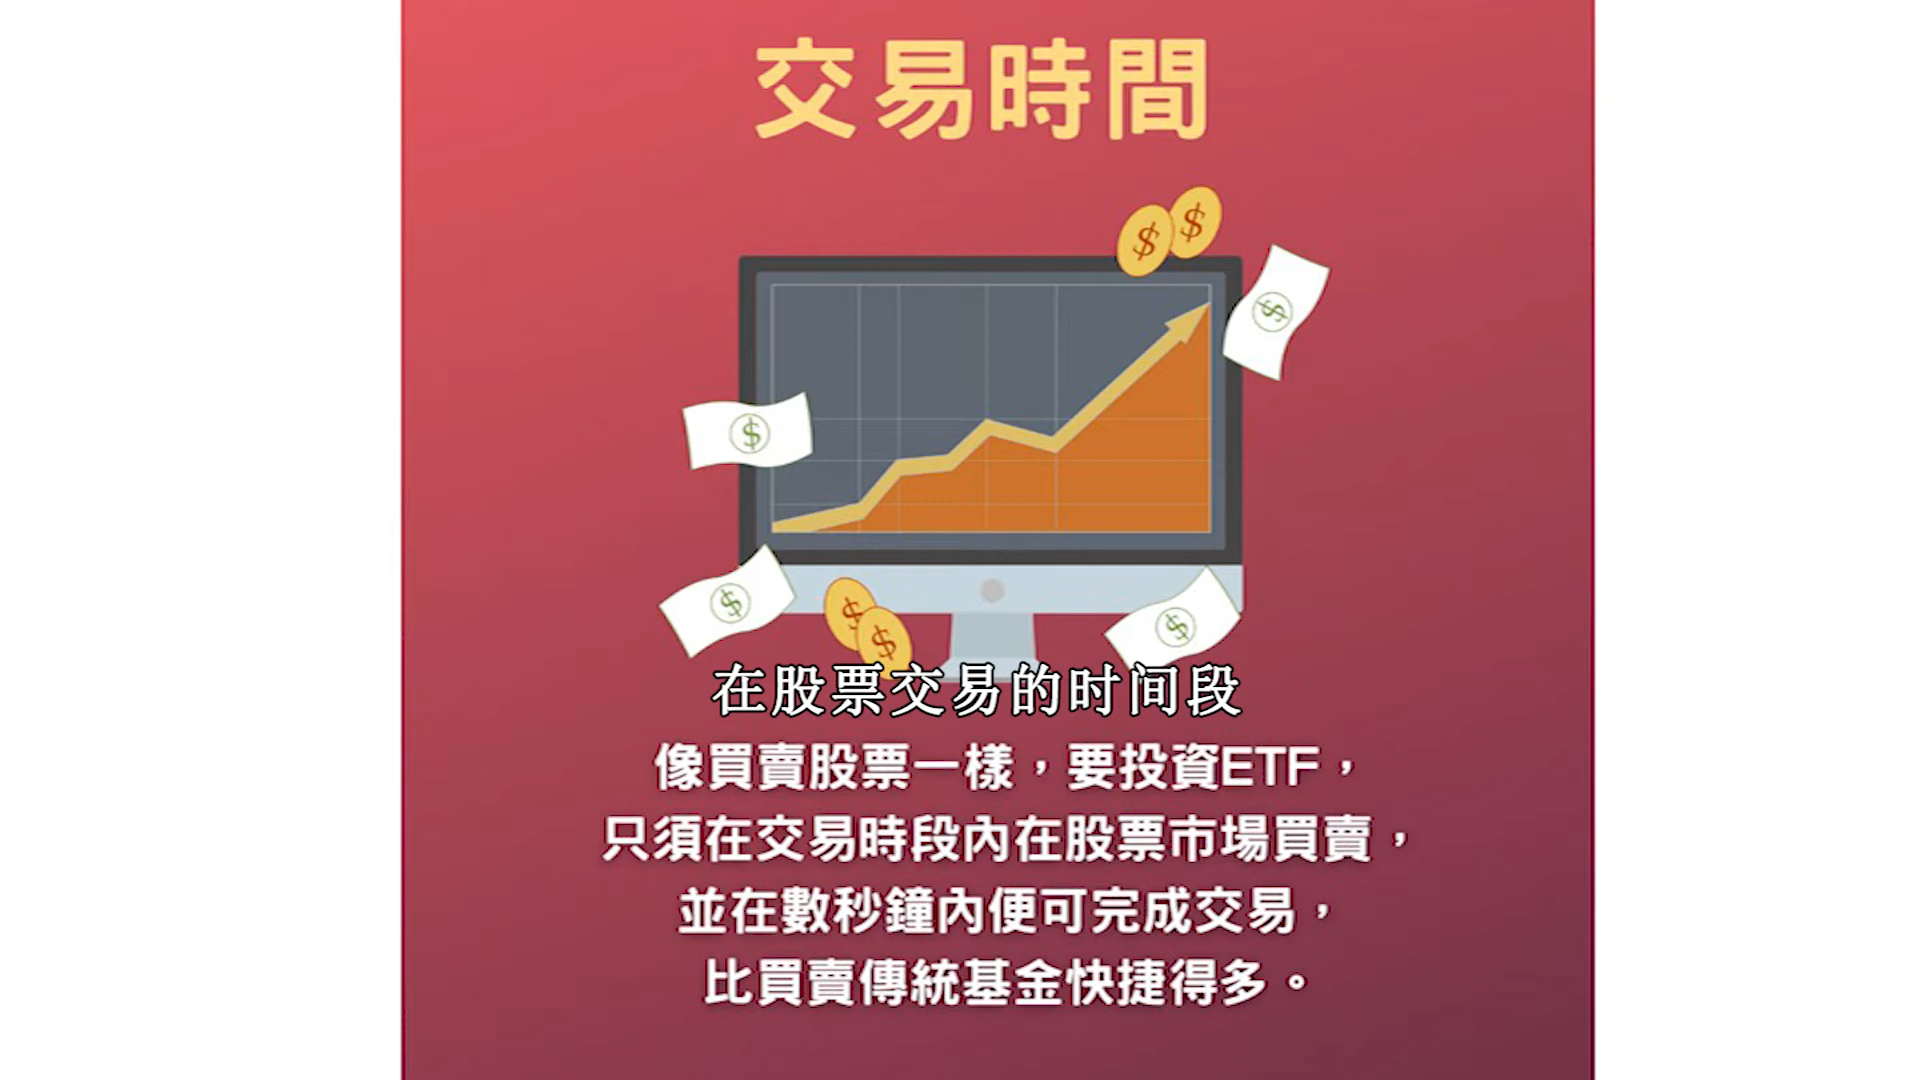 交易時間
$ $
$
$
$
$
$
$
在股票交易的时间段
像買賣股票一樣，要投資ETF，
只須在交易時段內在股票市場買賣，
並在數秒鐘內便可完成交易，
比買賣傳統基金快捷得多。